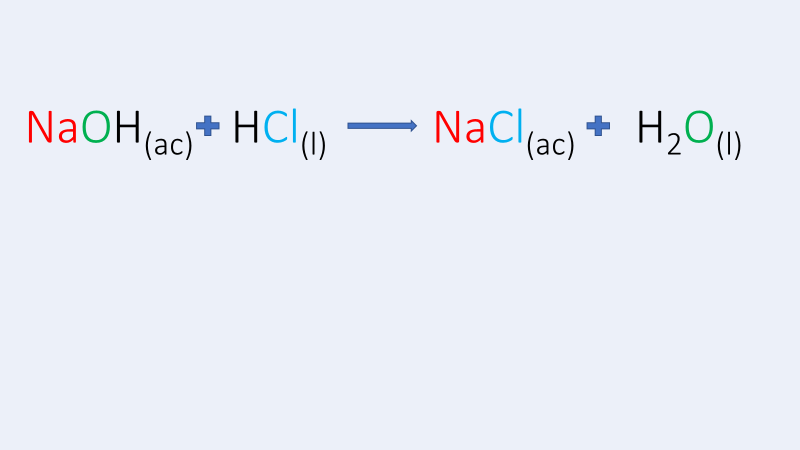 NaOH(ac) + HCl(l) → NaCl(ac) + H₂O(l)